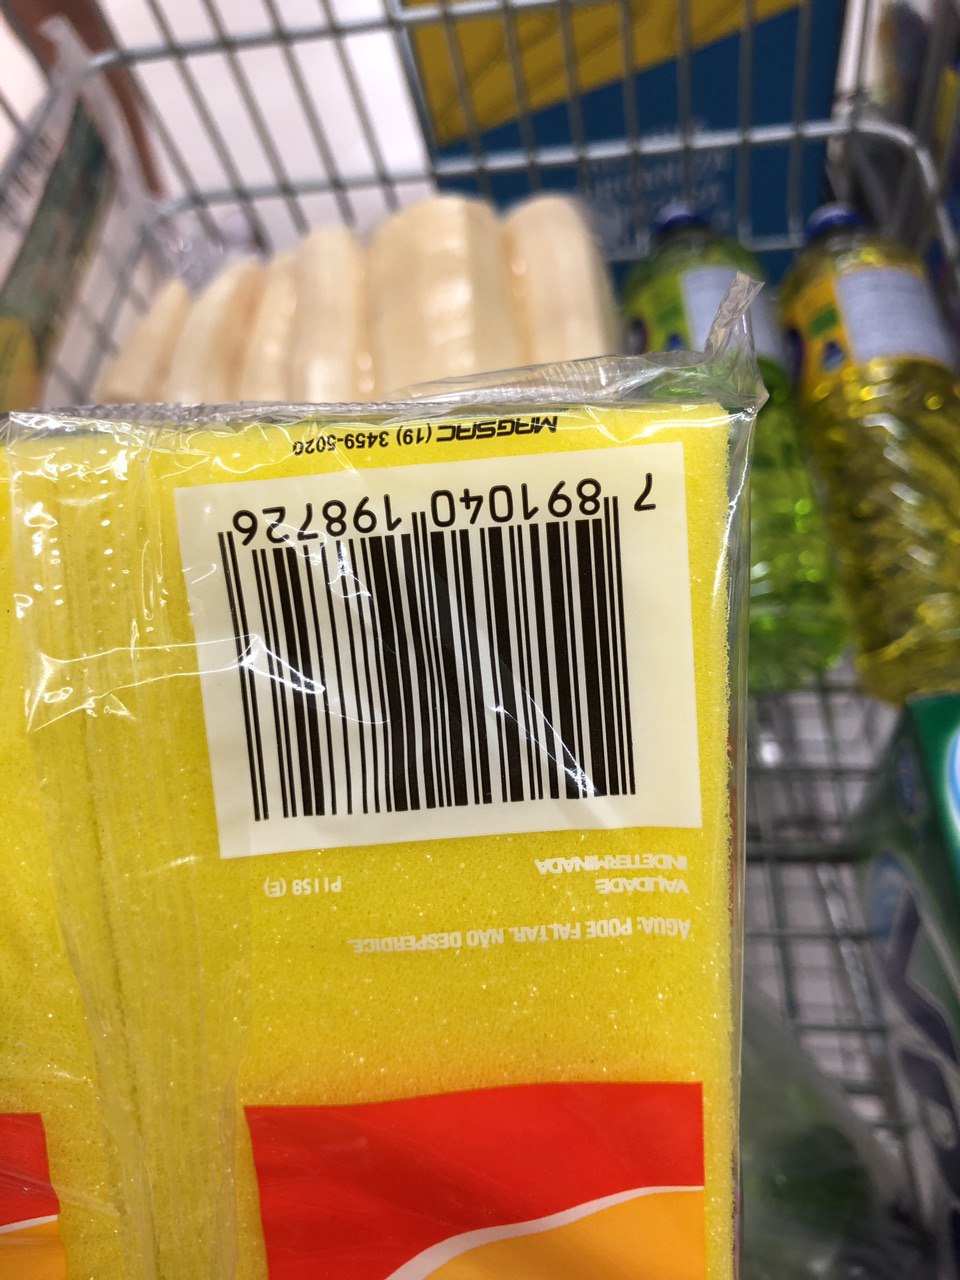 ÁGUA: PODE FALTAR. NÃO DESPERDICE.
VALIDADE
INDETERMINADA
P1158 (E)
7 891040 198726
MAGSAC (19) 3459-5020